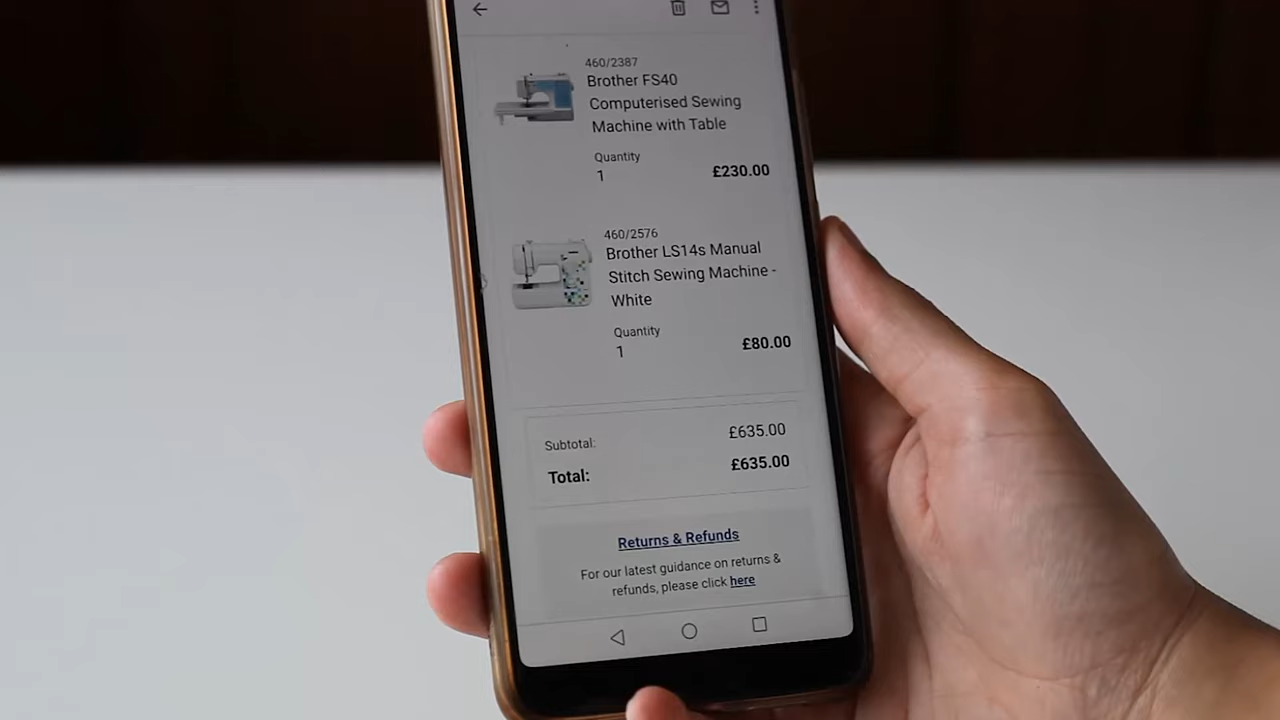 460/2387
Brother FS40
Computerised Sewing
Machine with Table
Quantity
1
£230.00
460/2576
Brother LS14s Manual
Stitch Sewing Machine -
White
Quantity
1
£80.00
Subtotal: £635.00
Total: £635.00
Returns & Refunds
For our latest guidance on returns &
refunds, please click here